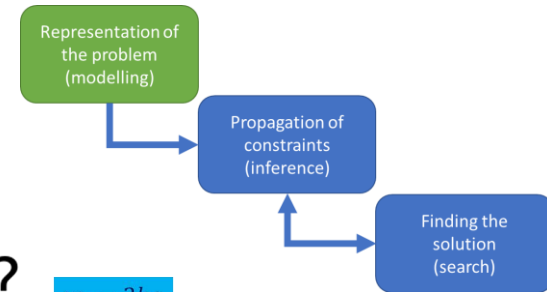 Representation of
the problem
(modelling)
Propagation of
constraints
(inference)
Finding the
solution
(search)
?